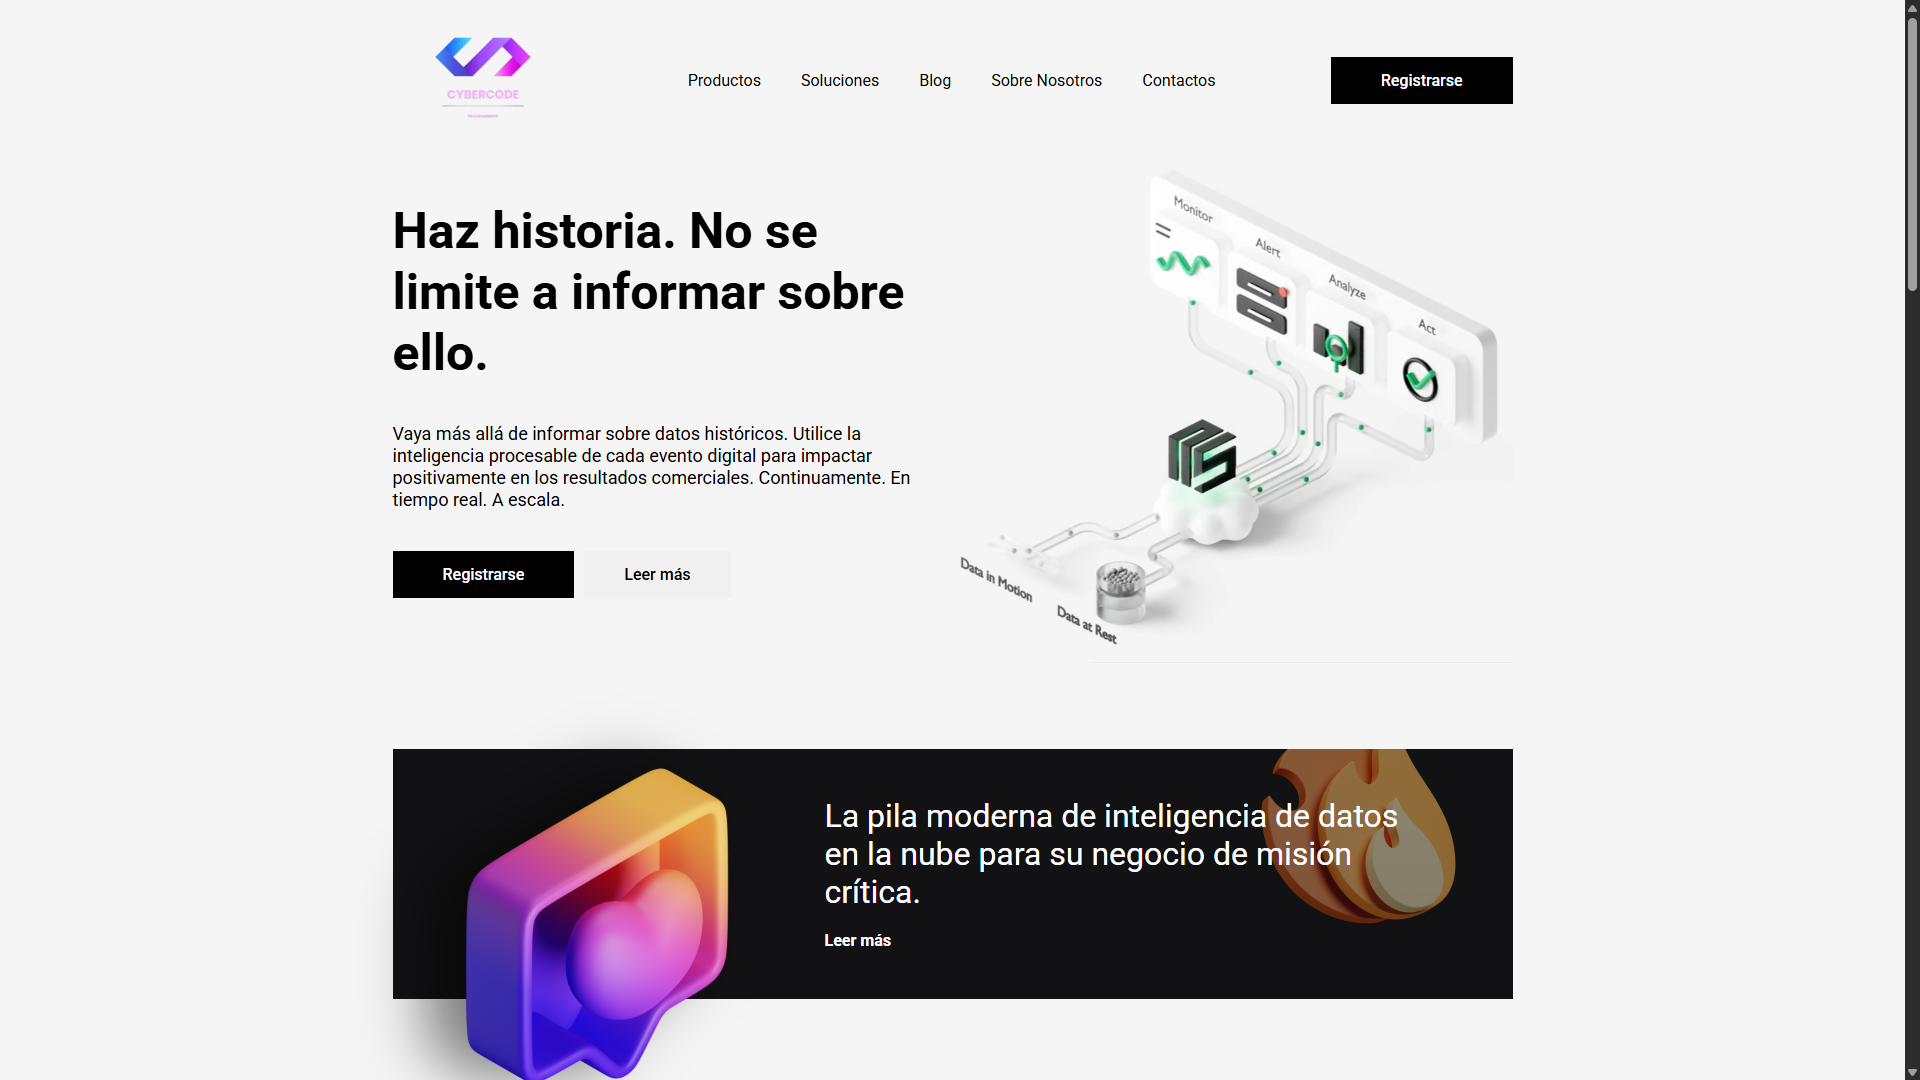 CYBERCODE
Productos
Soluciones
Blog
Sobre Nosotros
Contactos
Registrarse
Haz historia. No se
limite a informar sobre
ello.
Vaya más allá de informar sobre datos históricos. Utilice la
inteligencia procesable de cada evento digital para impactar
positivamente en los resultados comerciales. Continuamente. En
tiempo real. A escala.
Registrarse
Leer más
Monitor
Alert
Analyze
Act
Data in Motion
Data at Rest
La pila moderna de inteligencia de datos
en la nube para su negocio de misión
crítica.
Leer más